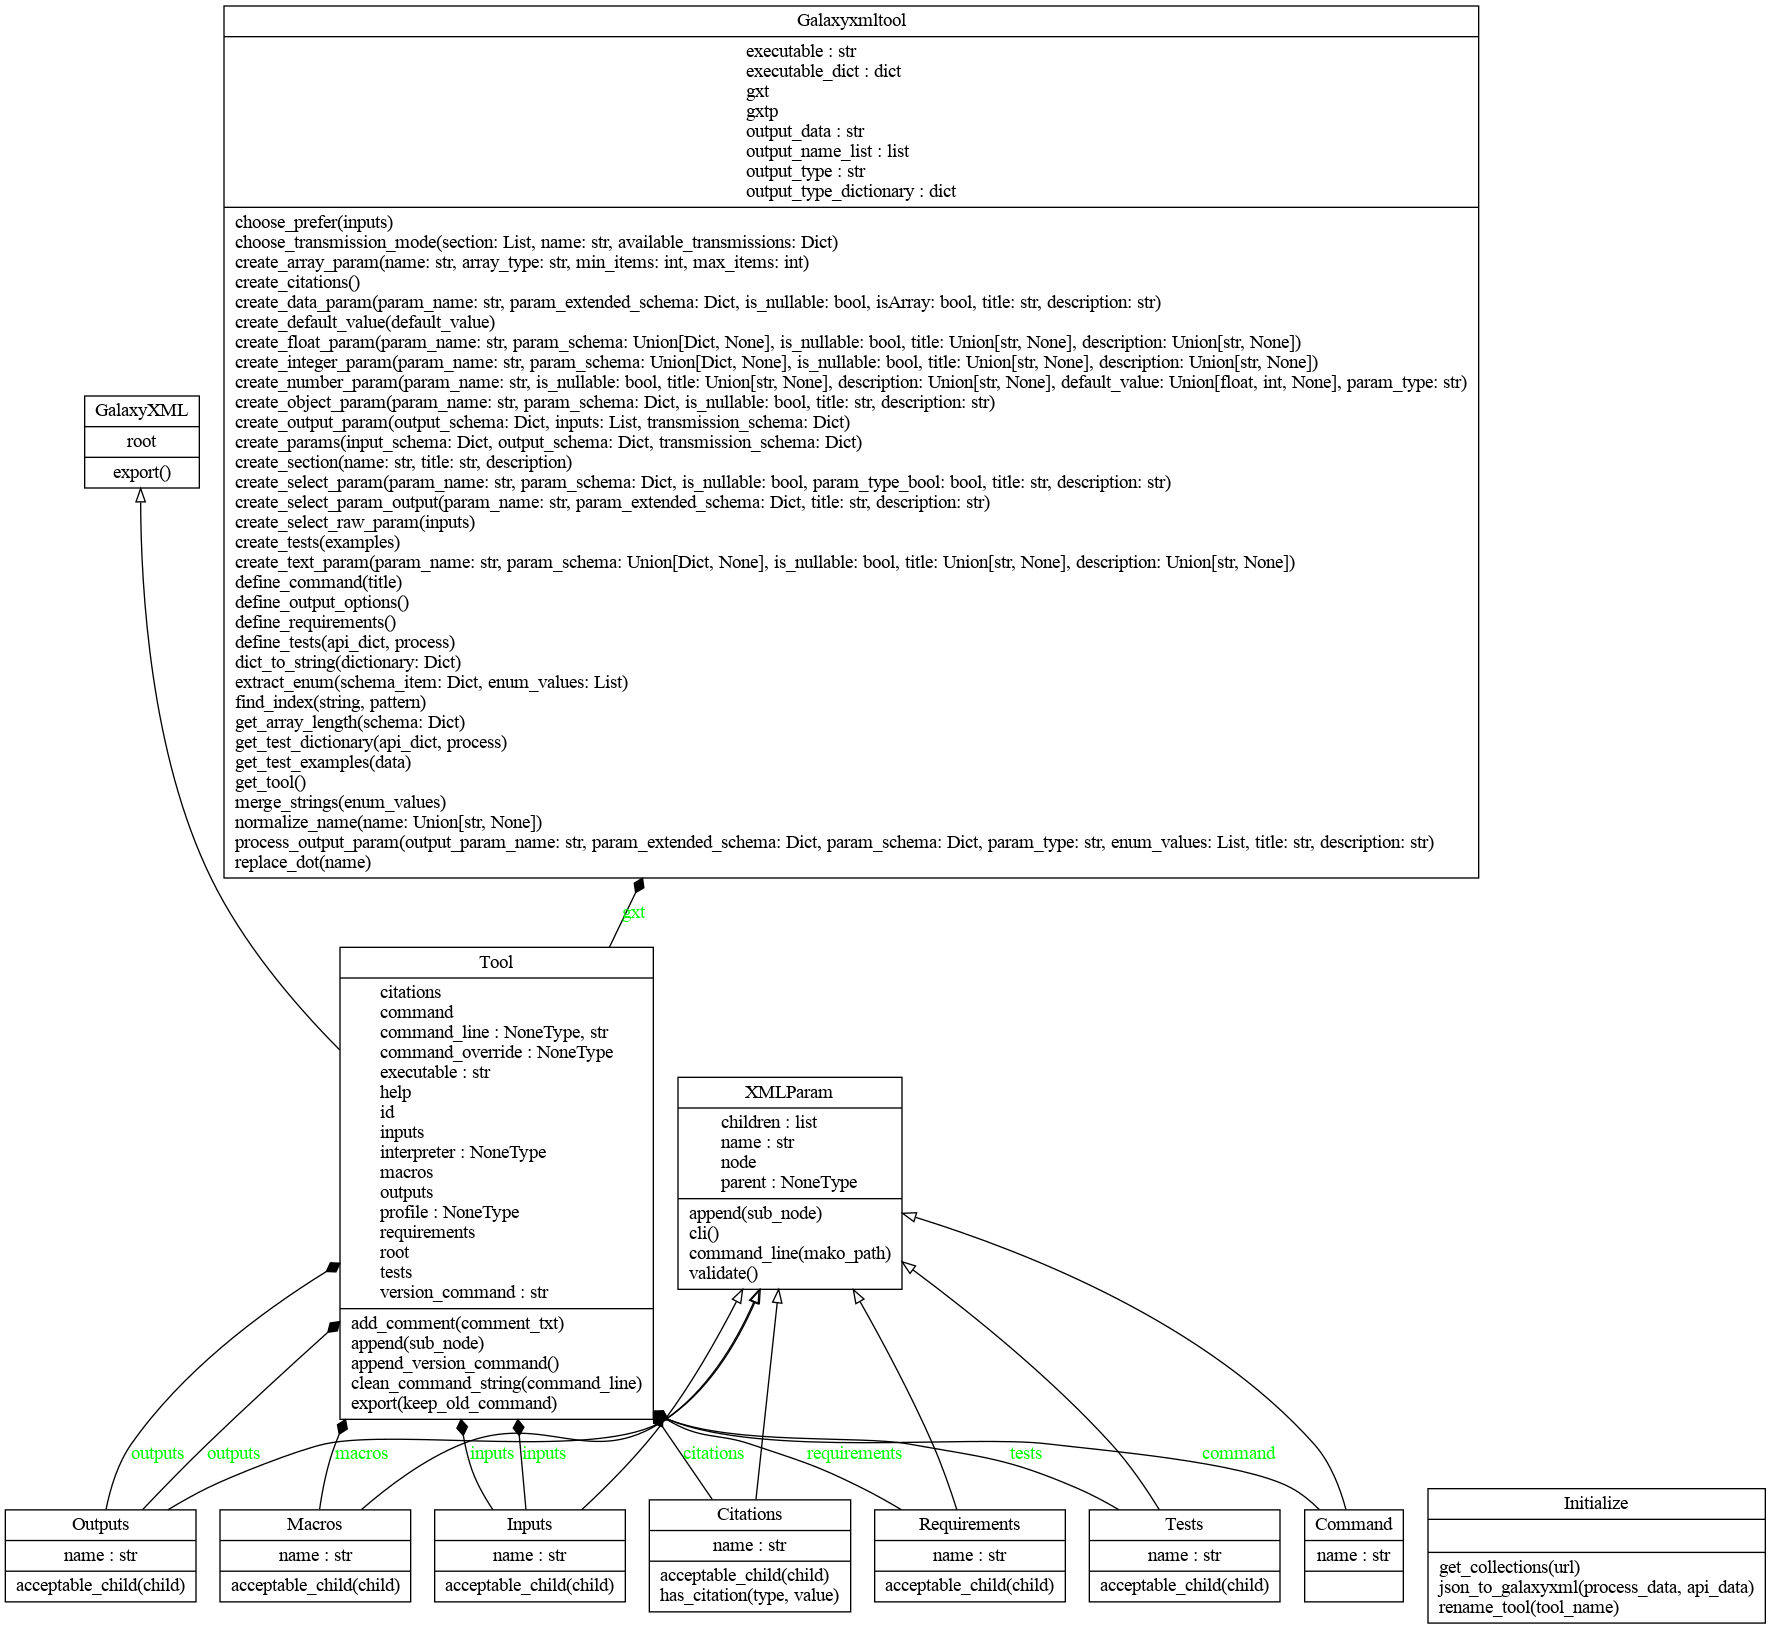 Galaxyxmltool
executable : str
executable_dict : dict
gxt
gxtp
output_data : str
output_name_list : list
output_type : str
output_type_dictionary : dict
choose_prefer(inputs)
choose_transmission_mode(section: List, name: str, available_transmissions: Dict)
create_array_param(name: str, array_type: str, min_items: int, max_items: int)
create_citations()
create_data_param(param_name: str, param_extended_schema: Dict, is_nullable: bool, isArray: bool, title: str, description: str)
create_default_value(default_value)
create_float_param(param_name: str, param_schema: Union[Dict, None], is_nullable: bool, title: Union[str, None], description: Union[str, None])
create_integer_param(param_name: str, param_schema: Union[Dict, None], is_nullable: bool, title: Union[str, None], description: Union[str, None])
create_number_param(param_name: str, is_nullable: bool, title: Union[str, None], description: Union[str, None], default_value: Union[float, int, None], param_type: str)
create_object_param(param_name: str, param_schema: Dict, is_nullable: bool, title: str, description: str)
create_output_param(output_schema: Dict, inputs: List, transmission_schema: Dict)
create_params(input_schema: Dict, output_schema: Dict, transmission_schema: Dict)
create_section(name: str, title: str, description)
create_select_param(param_name: str, param_schema: Dict, is_nullable: bool, param_type_bool: bool, title: str, description: str)
create_select_param_output(param_name: str, param_extended_schema: Dict, title: str, description: str)
create_select_raw_param(inputs)
create_tests(examples)
create_text_param(param_name: str, param_schema: Union[Dict, None], is_nullable: bool, title: Union[str, None], description: Union[str, None])
define_command(title)
define_output_options()
define_requirements()
define_tests(api_dict, process)
dict_to_string(dictionary: Dict)
extract_enum(schema_item: Dict, enum_values: List)
find_index(string, pattern)
get_array_length(schema: Dict)
get_test_dictionary(api_dict, process)
get_test_examples(data)
get_tool()
merge_strings(enum_values)
normalize_name(name: Union[str, None])
process_output_param(output_param_name: str, param_extended_schema: Dict, param_schema: Dict, param_type: str, enum_values: List, title: str, description: str)
replace_dot(name)
GalaxyXML
root
export()
gxt
Tool
citations
command
command_line : NoneType, str
command_override : NoneType
executable : str
help
id
inputs
interpreter : NoneType
macros
outputs
profile : NoneType
requirements
root
tests
version_command : str
add_comment(comment_txt)
append(sub_node)
append_version_command()
clean_command_string(command_line)
export(keep_old_command)
XMLParam
children : list
name : str
node
parent : NoneType
append(sub_node)
cli()
command_line(mako_path)
validate()
outputs
outputs
macros
inputs
inputs
citations
requirements
tests
command
Outputs
name : str
acceptable_child(child)
Macros
name : str
acceptable_child(child)
Inputs
name : str
acceptable_child(child)
Citations
name : str
acceptable_child(child)
has_citation(type, value)
Requirements
name : str
acceptable_child(child)
Tests
name : str
acceptable_child(child)
Command
name : str
Initialize
get_collections(url)
json_to_galaxyxml(process_data, api_data)
rename_tool(tool_name)